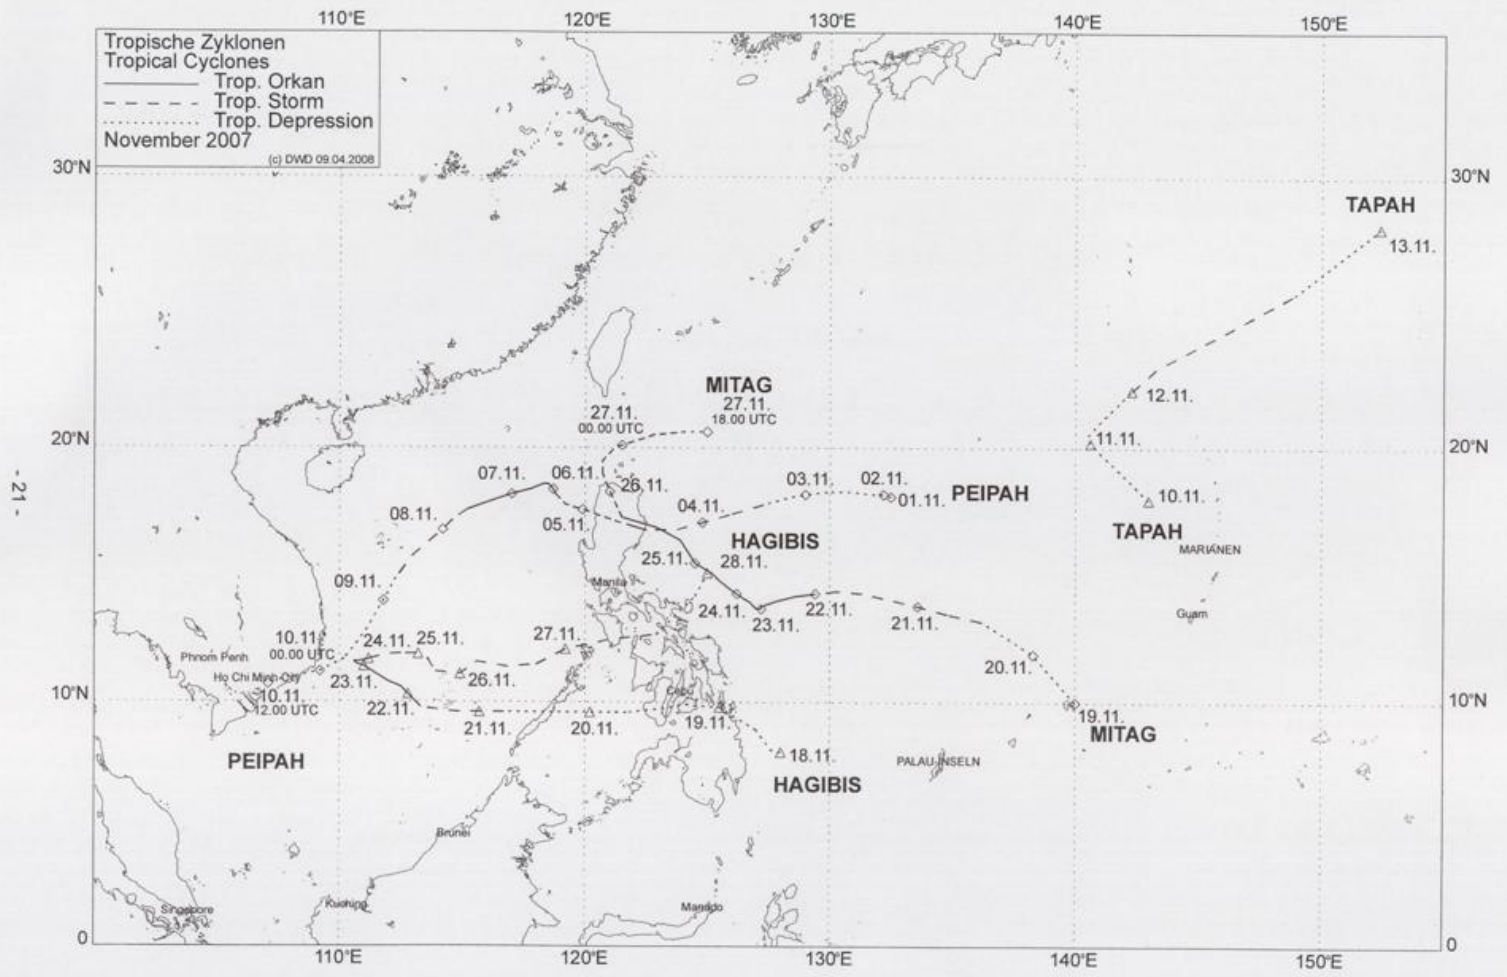 110°E 120°E 130°E 140°E 150°E
Tropische Zyklonen
Tropical Cyclones
Trop. Orkan
Trop. Storm
Trop. Depression
November 2007
(c) DWD 09.04.2008
30°N 30°N
TAPAH
13.11.
MITAG
27.11. 27.11.
00.00 UTC 18.00 UTC
12.11.
20°N 11.11. 20°N
07.11. 06.11. 26.11. 03.11. 02.11. 01.11. PEIPAH 10.11.
08.11. 05.11. 04.11. TAPAH
HAGIBIS
MARIANEN
25.11. 28.11.
09.11. Manila
24.11. 23.11. 22.11. 21.11. Guam
10.11. 24.11. 25.11. 27.11.
00.00 UTC
Phnom Penh
20.11.
Ho Chi Minh City 23.11. 26.11.
10°N 10.11. 22.11. Cebu 10°N
12.00 UTC
21.11. 20.11. 19.11. 19.11.
MITAG
PEIPAH 18.11. PALAU-INSELN
HAGIBIS
Brunei
Kuching
Singapore Manado
0 0
110°E 120°E 130°E 140°E 150°E
- 21 -